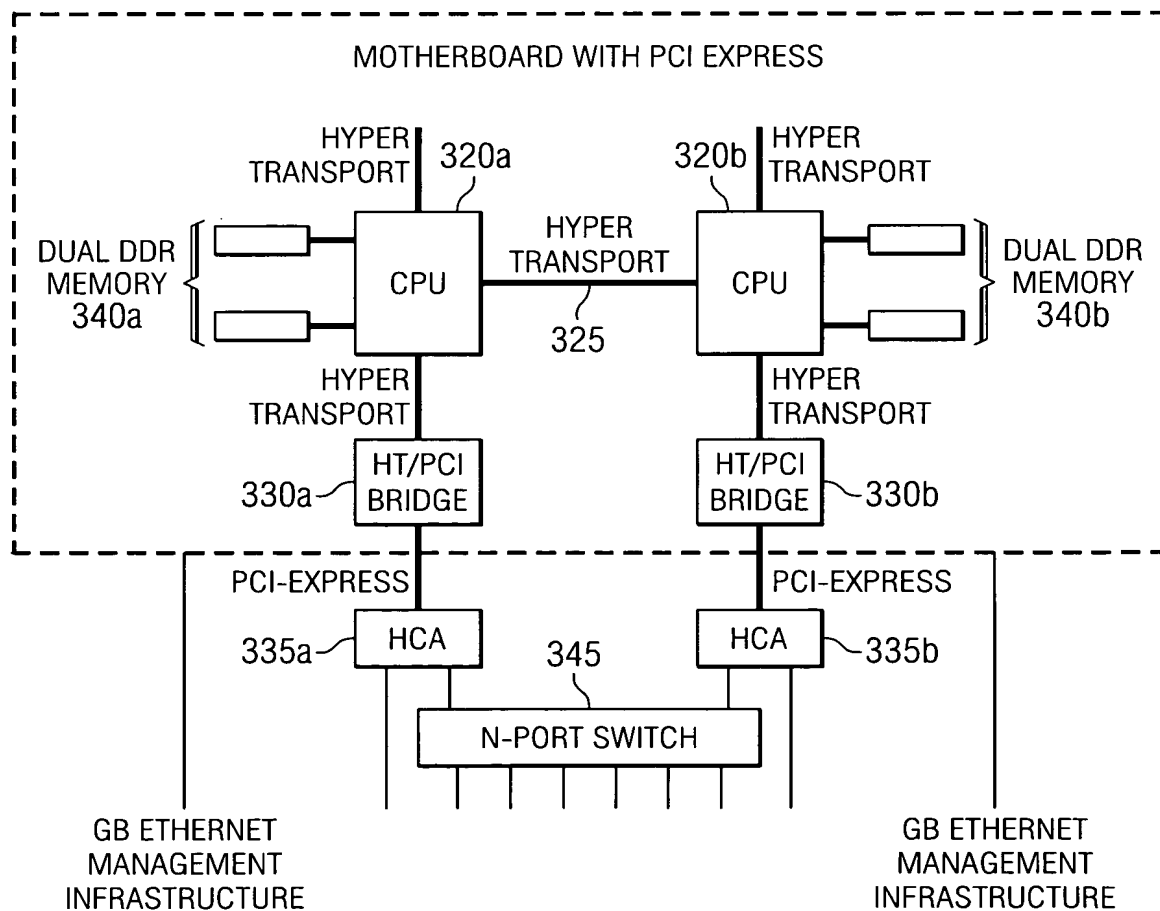 MOTHERBOARD WITH PCI EXPRESS
HYPER
TRANSPORT
320a
320b
HYPER
TRANSPORT
DUAL DDR
MEMORY
340a
CPU
HYPER
TRANSPORT
325
CPU
DUAL DDR
MEMORY
340b
HYPER
TRANSPORT
HYPER
TRANSPORT
330a
HT/PCI
BRIDGE
HT/PCI
BRIDGE
330b
PCI-EXPRESS
PCI-EXPRESS
335a
HCA
345
HCA
335b
N-PORT SWITCH
GB ETHERNET
MANAGEMENT
INFRASTRUCTURE
GB ETHERNET
MANAGEMENT
INFRASTRUCTURE